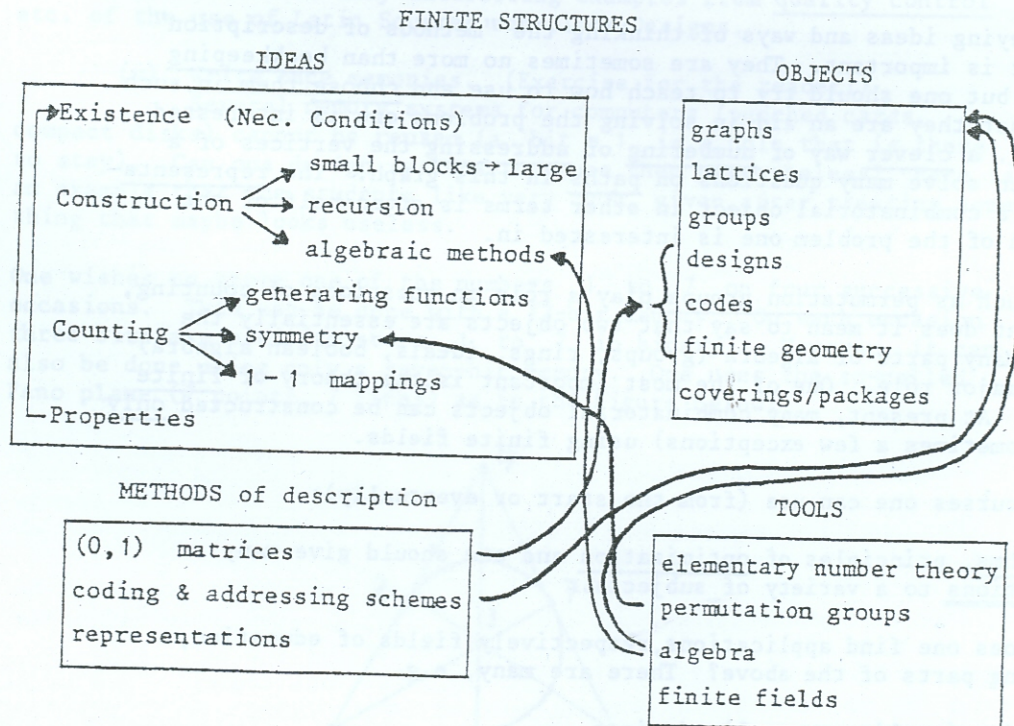 FINITE STRUCTURES
IDEAS
Existence (Nec. Conditions)
small blocks→large
Construction
recursion
algebraic methods
generating functions
Counting
symmetry
mappings
Properties
OBJECTS
graphs
lattices
groups
designs
codes
finite geometry
coverings/packages
METHODS of description
(0,1) matrices
coding & addressing schemes
representations
TOOLS
elementary number theory
permutation groups
algebra
finite fields